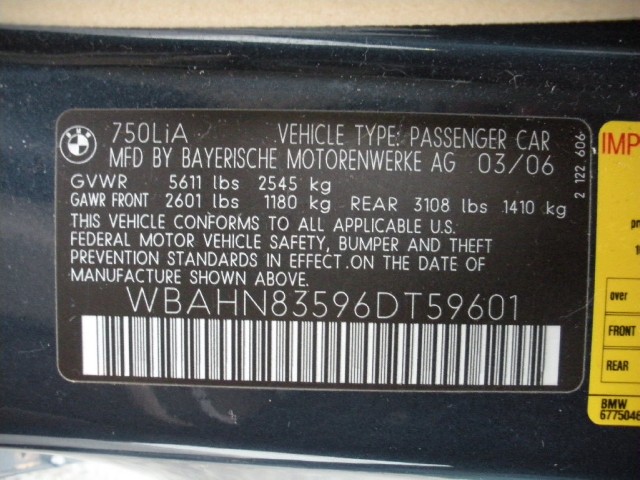 BMW
750LiA VEHICLE TYPE: PASSENGER CAR
MFD BY BAYERISCHE MOTORENWERKE AG 03/06
GVWR 5611 lbs 2545 kg
GAWR FRONT 2601 lbs 1180 kg REAR 3108 lbs 1410 kg
THIS VEHICLE CONFORMS TO ALL APPLICABLE U.S.
FEDERAL MOTOR VEHICLE SAFETY, BUMPER AND THEFT
PREVENTION STANDARDS IN EFFECT ON THE DATE OF
MANUFACTURE SHOWN ABOVE.
WBAHN83596DT59601
2 122 606
IMP
over
FRONT
REAR
BMW
6775046